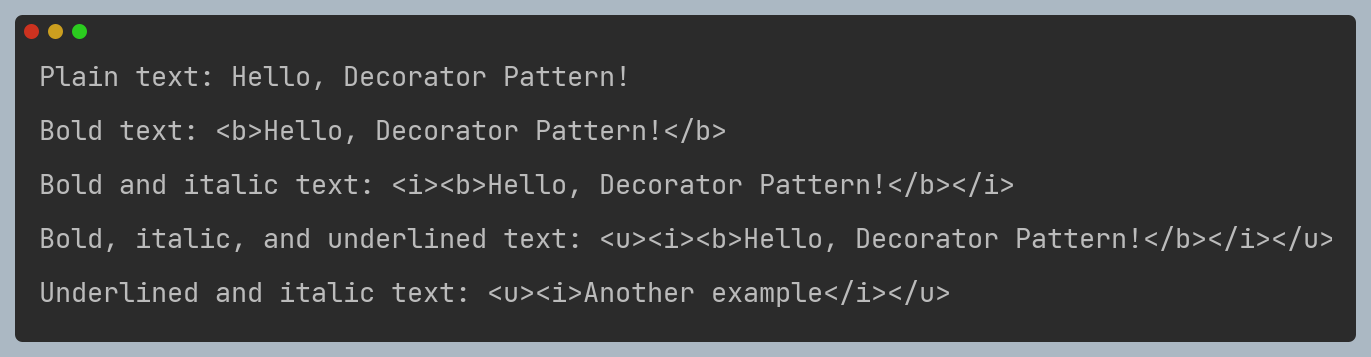 Plain text: Hello, Decorator Pattern!
Bold text: <b>Hello, Decorator Pattern!</b>
Bold and italic text: <i><b>Hello, Decorator Pattern!</b></i>
Bold, italic, and underlined text: <u><i><b>Hello, Decorator Pattern!</b></i></u>
Underlined and italic text: <u><i>Another example</i></u>